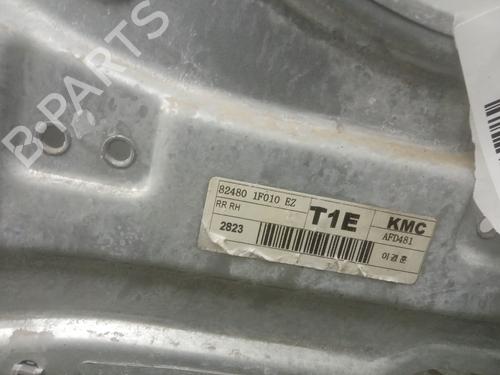 B-PARTS
82480 1F010 EZ
RR RH
T1E
KMC
2823
AFD481
이경훈